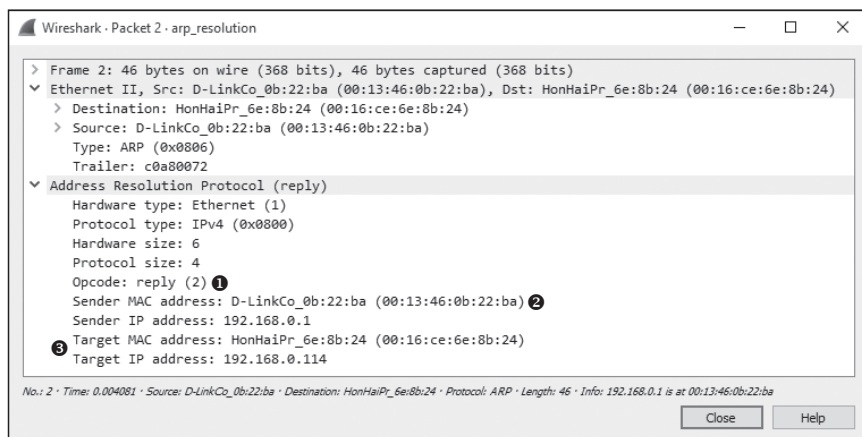 Wireshark · Packet 2 · arp_resolution
Frame 2: 46 bytes on wire (368 bits), 46 bytes captured (368 bits)
Ethernet II, Src: D-LinkCo_0b:22:ba (00:13:46:0b:22:ba), Dst: HonHaiPr_6e:8b:24 (00:16:ce:6e:8b:24)
Destination: HonHaiPr_6e:8b:24 (00:16:ce:6e:8b:24)
Source: D-LinkCo_0b:22:ba (00:13:46:0b:22:ba)
Type: ARP (0x0806)
Trailer: c0a80072
Address Resolution Protocol (reply)
Hardware type: Ethernet (1)
Protocol type: IPv4 (0x0800)
Hardware size: 6
Protocol size: 4
Opcode: reply (2) ❶
Sender MAC address: D-LinkCo_0b:22:ba (00:13:46:0b:22:ba) ❷
Sender IP address: 192.168.0.1
❸ Target MAC address: HonHaiPr_6e:8b:24 (00:16:ce:6e:8b:24)
Target IP address: 192.168.0.114
No.: 2 · Time: 0.004081 · Source: D-LinkCo_0b:22:ba · Destination: HonHaiPr_6e:8b:24 · Protocol: ARP · Length: 46 · Info: 192.168.0.1 is at 00:13:46:0b:22:ba
Close Help